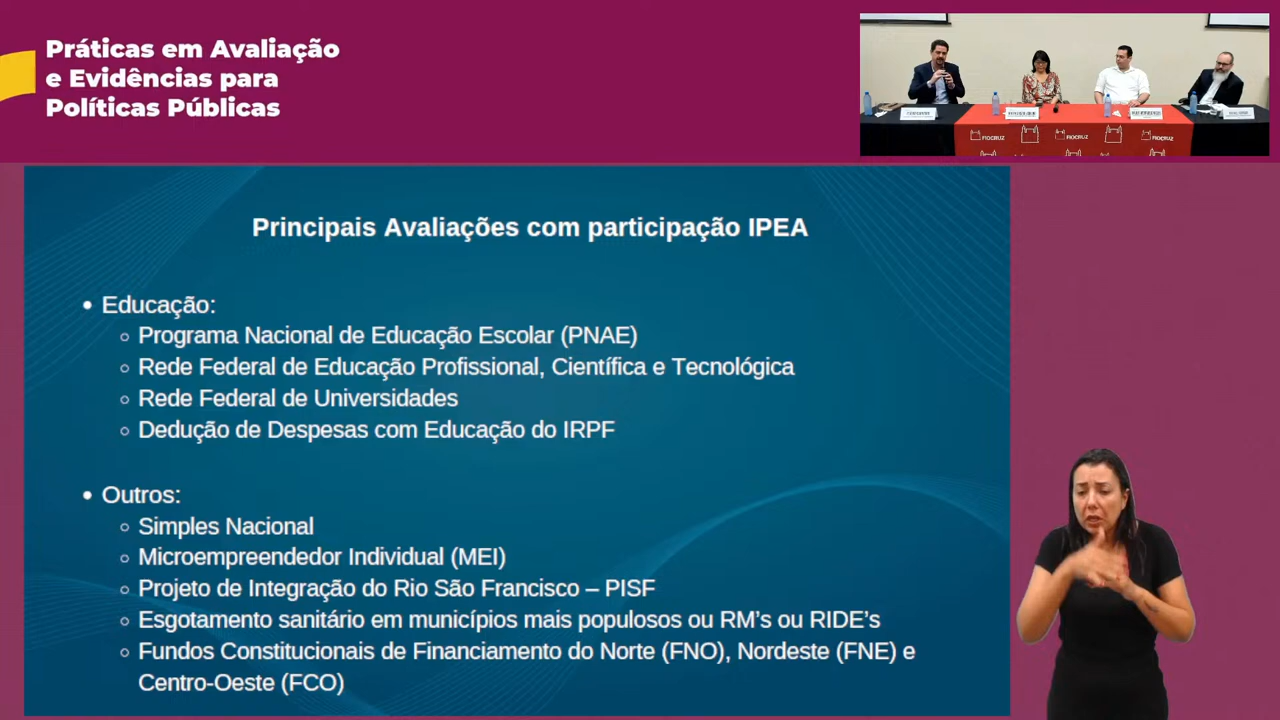 Práticas em Avaliação
e Evidências para
Políticas Públicas
FIOCRUZ
FIOCRUZ
FIOCRUZ
Principais Avaliações com participação IPEA
• Educação:
Programa Nacional de Educação Escolar (PNAE)
Rede Federal de Educação Profissional, Científica e Tecnológica
Rede Federal de Universidades
Dedução de Despesas com Educação do IRPF
• Outros:
Simples Nacional
Microempreendedor Individual (MEI)
Projeto de Integração do Rio São Francisco – PISF
Esgotamento sanitário em municípios mais populosos ou RM's ou RIDE's
Fundos Constitucionais de Financiamento do Norte (FNO), Nordeste (FNE) e
Centro-Oeste (FCO)